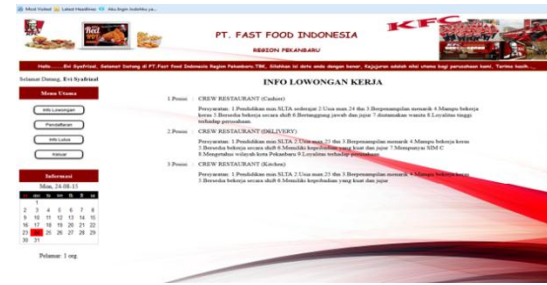 Most Visited Latest Headlines
KFC
PT. FAST FOOD INDONESIA
REGION PEKANBARU
KFC
Hallo......Evi Syafrizal, Selamat Datang di PT.Fast food Indonesia Region Pekanbaru.TBK, Silahkan isi data anda dengan benar, Kejujuran adalah nilai utama bagi perusahaan kami, Terima kasih...
Selamat Datang, Evi Syafrizal
INFO LOWONGAN KERJA
Menu Utama
Info Lowongan
Pendaftaran
Info Lulus
Keluar
1.Posisi : CREW RESTAURANT (Cashier)
Persyaratan: 1.Pendidikan min SLTA sederajat 2.Usia max 24 thn 3.Berpenampilan menarik 4.Mampu bekerja
keras 5.Bersedia bekerja secara shift 6.Bertanggung jawab dan jujur 7.diutamakan wanita 8.Loyalitas tinggi
terhadap perusahaan
2.Posisi : CREW RESTAURANT (DELIVERY)
Persyaratan: 1.Pendidikan min SLTA 2.Usia max 25 thn 3.Berpenampilan menarik 4.Mampu bekerja keras
5.Bersedia bekerja secara shift 6.Memiliki kepribadian yang kuat dan jujur 7.Mempunyai SIM C
8.Mengetahui wilayah kota Pekanbaru 9.Loyalitas terhadap perusahaan
3.Posisi : CREW RESTAURANT (Kitchen)
Persyaratan: 1.Pendidikan min SLTA 2.Usia max 25 thn 3.Berpenampilan menarik 4.Mampu bekerja keras
5.Bersedia bekerja secara shift 6.Memiliki kepribadian yang kuat dan jujur
Informasi
Mon, 24-08-15
1
2 3 4 5 6 7 8
9 10 11 12 13 14 15
16 17 18 19 20 21 22
23 24 25 26 27 28 29
30 31
Pelamar: 1 org